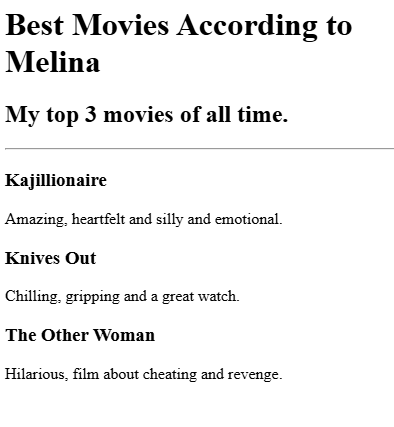 Best Movies According to
Melina
My top 3 movies of all time.
Kajillionaire
Amazing, heartfelt and silly and emotional.
Knives Out
Chilling, gripping and a great watch.
The Other Woman
Hilarious, film about cheating and revenge.